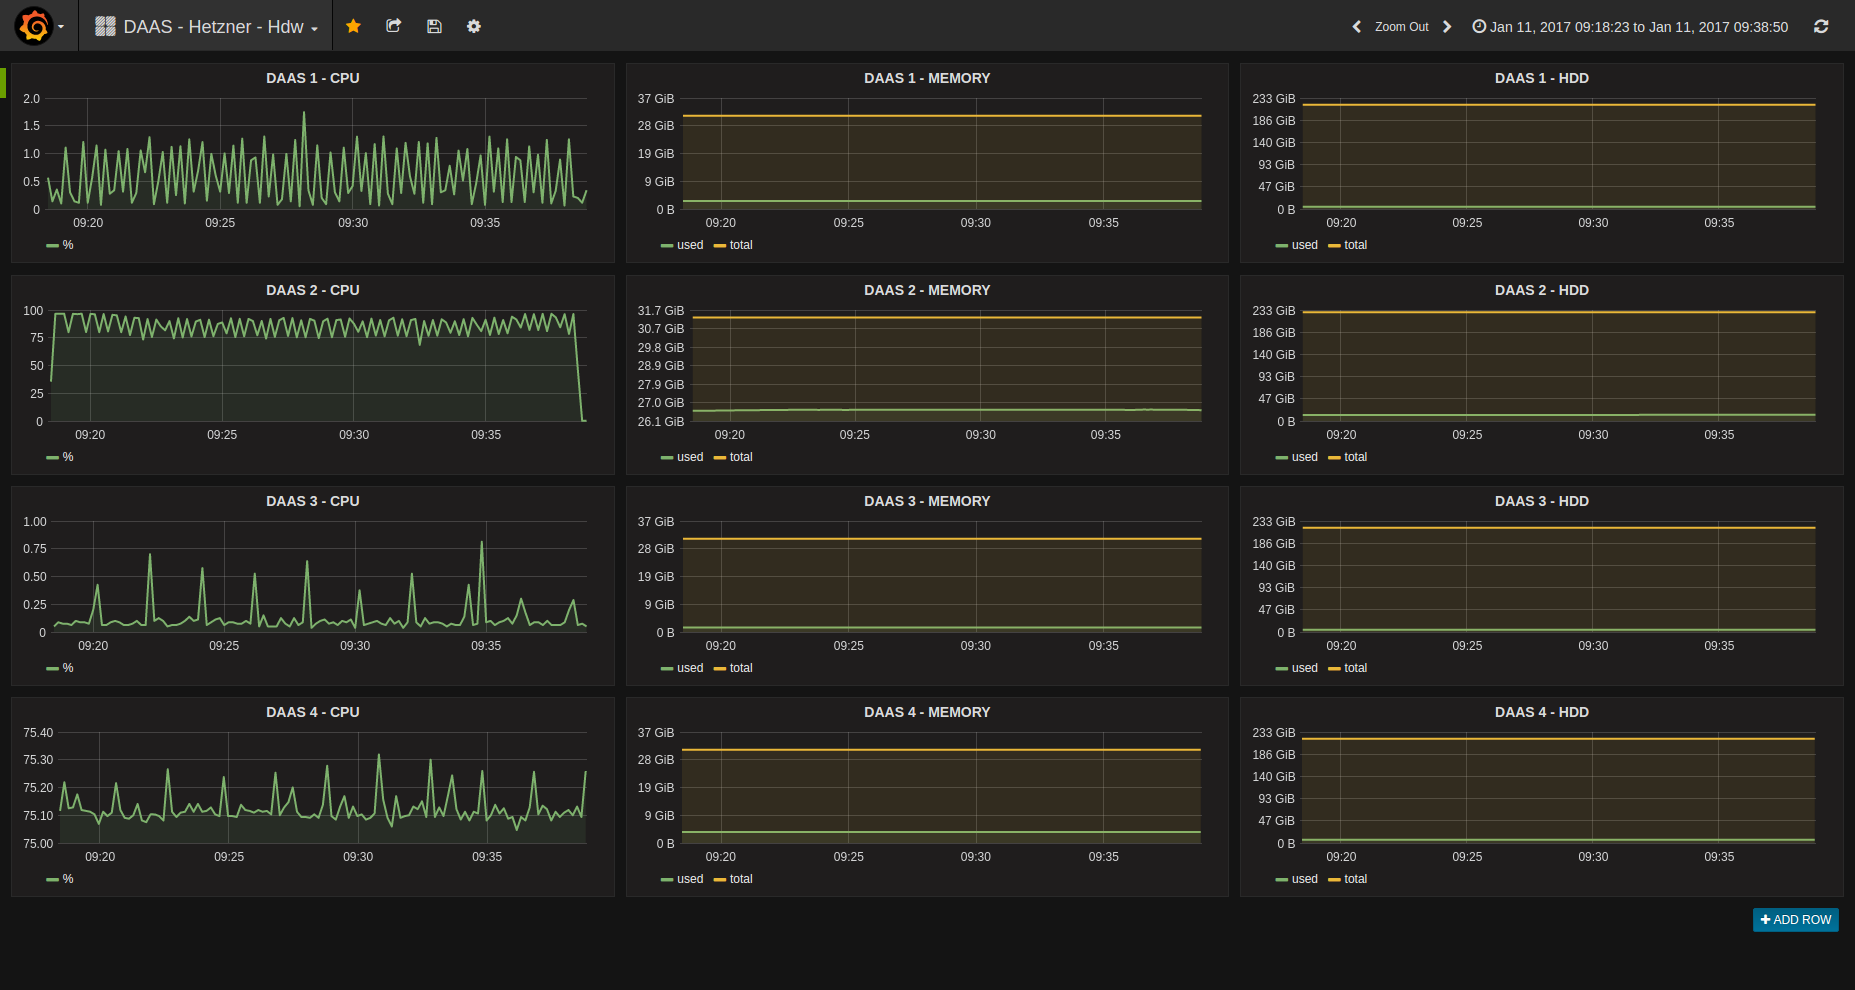 DAAS - Hetzner - Hdw
Zoom Out
Jan 11, 2017 09:18:23 to Jan 11, 2017 09:38:50
DAAS 1 - CPU
2.0
1.5
1.0
0.5
0
09:20 09:25 09:30 09:35
%
DAAS 1 - MEMORY
37 GiB
28 GiB
19 GiB
9 GiB
0 B
09:20 09:25 09:30 09:35
used total
DAAS 1 - HDD
233 GiB
186 GiB
140 GiB
93 GiB
47 GiB
0 B
09:20 09:25 09:30 09:35
used total
DAAS 2 - CPU
100
75
50
25
0
09:20 09:25 09:30 09:35
%
DAAS 2 - MEMORY
31.7 GiB
30.7 GiB
29.8 GiB
28.9 GiB
27.9 GiB
27.0 GiB
26.1 GiB
09:20 09:25 09:30 09:35
used total
DAAS 2 - HDD
233 GiB
186 GiB
140 GiB
93 GiB
47 GiB
0 B
09:20 09:25 09:30 09:35
used total
DAAS 3 - CPU
1.00
0.75
0.50
0.25
0
09:20 09:25 09:30 09:35
%
DAAS 3 - MEMORY
37 GiB
28 GiB
19 GiB
9 GiB
0 B
09:20 09:25 09:30 09:35
used total
DAAS 3 - HDD
233 GiB
186 GiB
140 GiB
93 GiB
47 GiB
0 B
09:20 09:25 09:30 09:35
used total
DAAS 4 - CPU
75.40
75.30
75.20
75.10
75.00
09:20 09:25 09:30 09:35
%
DAAS 4 - MEMORY
37 GiB
28 GiB
19 GiB
9 GiB
0 B
09:20 09:25 09:30 09:35
used total
DAAS 4 - HDD
233 GiB
186 GiB
140 GiB
93 GiB
47 GiB
0 B
09:20 09:25 09:30 09:35
used total
ADD ROW